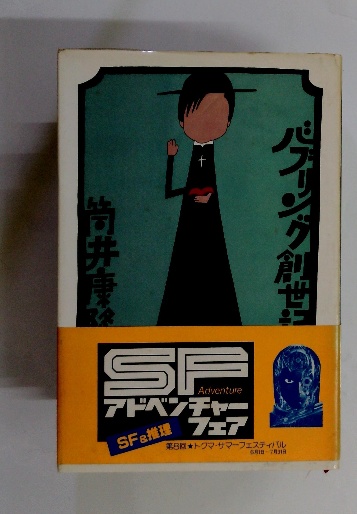 バブリング創世記
筒井康隆
SF
Adventure
アドベンチャー
フェア
SF&推理
第8回★トクマ・サマーフェスティバル